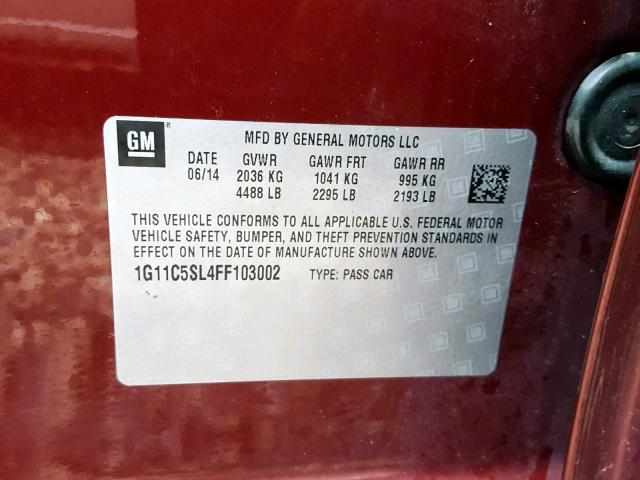 GM ® MFD BY GENERAL MOTORS LLC
DATE GVWR GAWR FRT GAWR RR
06/14 2036 KG 1041 KG 995 KG
4488 LB 2295 LB 2193 LB
THIS VEHICLE CONFORMS TO ALL APPLICABLE U.S. FEDERAL MOTOR
VEHICLE SAFETY, BUMPER, AND THEFT PREVENTION STANDARDS IN
EFFECT ON THE DATE OF MANUFACTURE SHOWN ABOVE.
1G11C5SL4FF103002 TYPE: PASS CAR